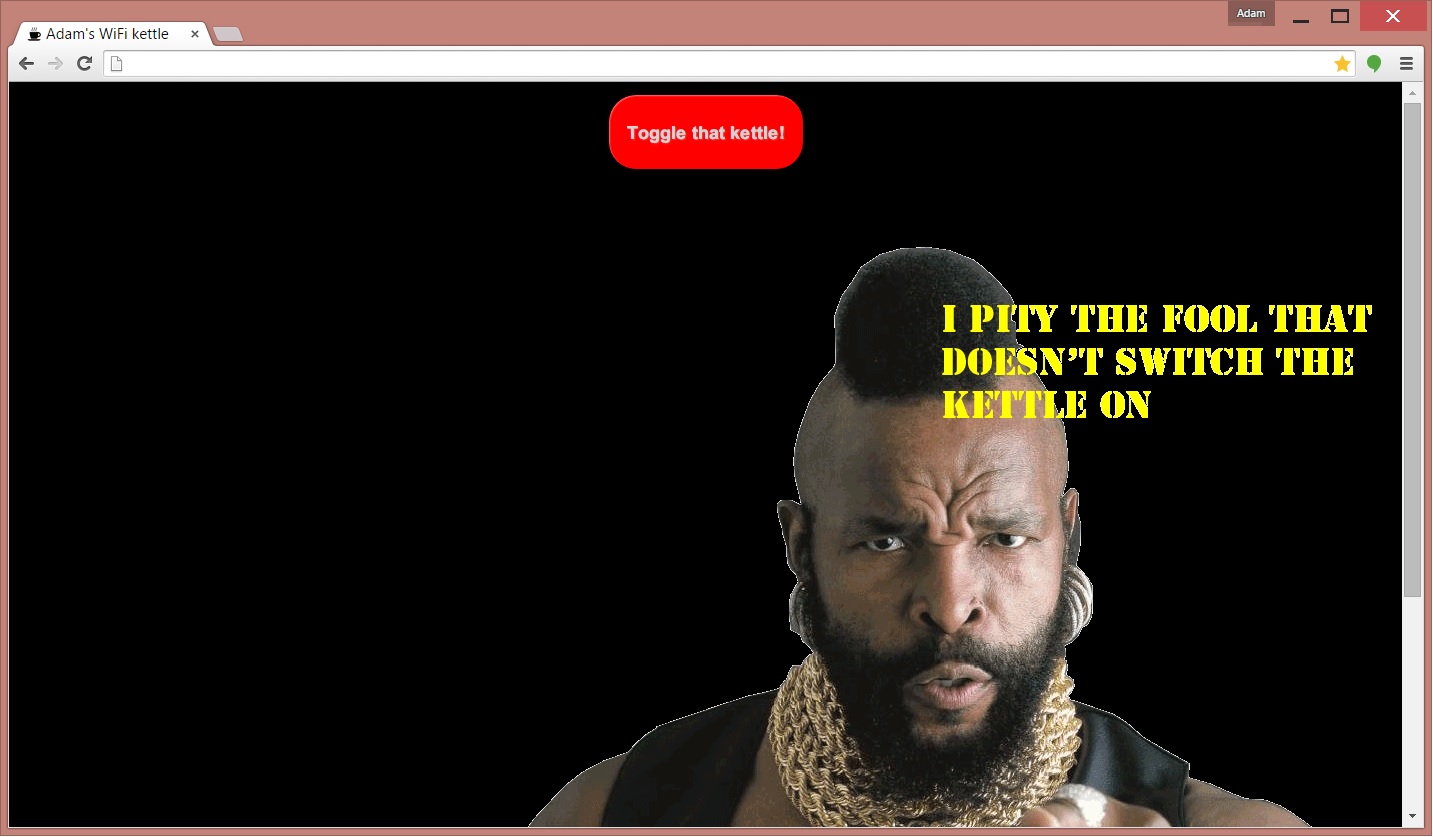 Adam
Adam's WiFi kettle
Toggle that kettle!
I PITY THE FOOL THAT
DOESN’T SWITCH THE
KETTLE ON